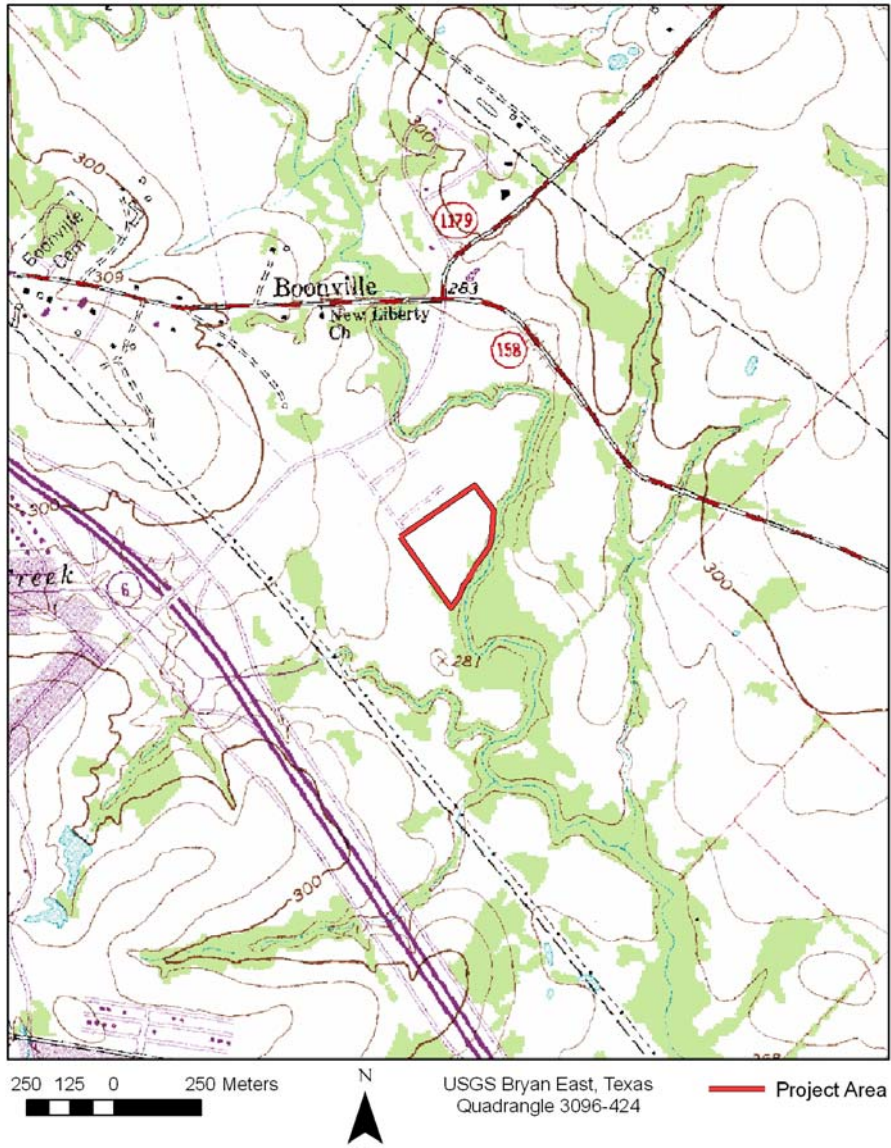 300
300
1179
Boonville
Cem
309
Boonville
283
New Liberty
Ch
158
300
300
reek
6
281
300
250 125 0 250 Meters
N
USGS Bryan East, Texas
Quadrangle 3096-424
Project Area